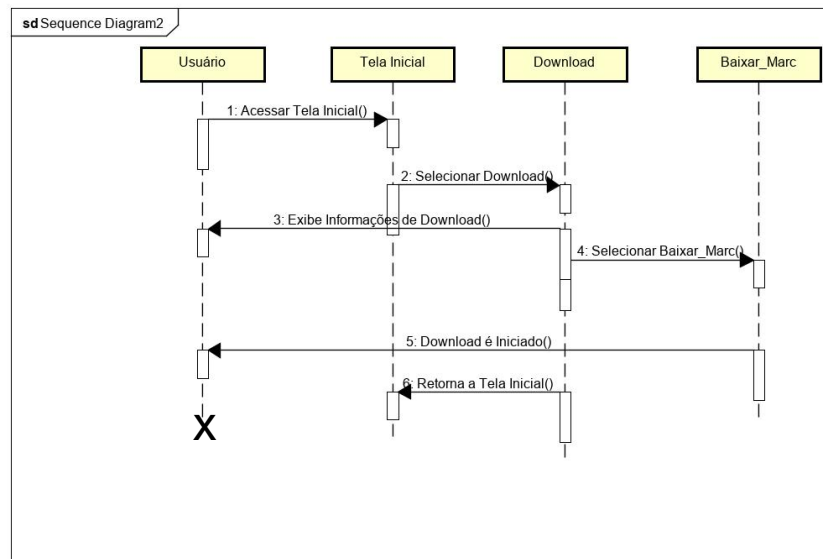 sd Sequence Diagram2
Usuário
Tela Inicial
Download
Baixar_Marc
1: Acessar Tela Inicial()
2: Selecionar Download()
3: Exibe Informações de Download()
4: Selecionar Baixar_Marc()
5: Download é Iniciado()
6: Retorna a Tela Inicial()
X